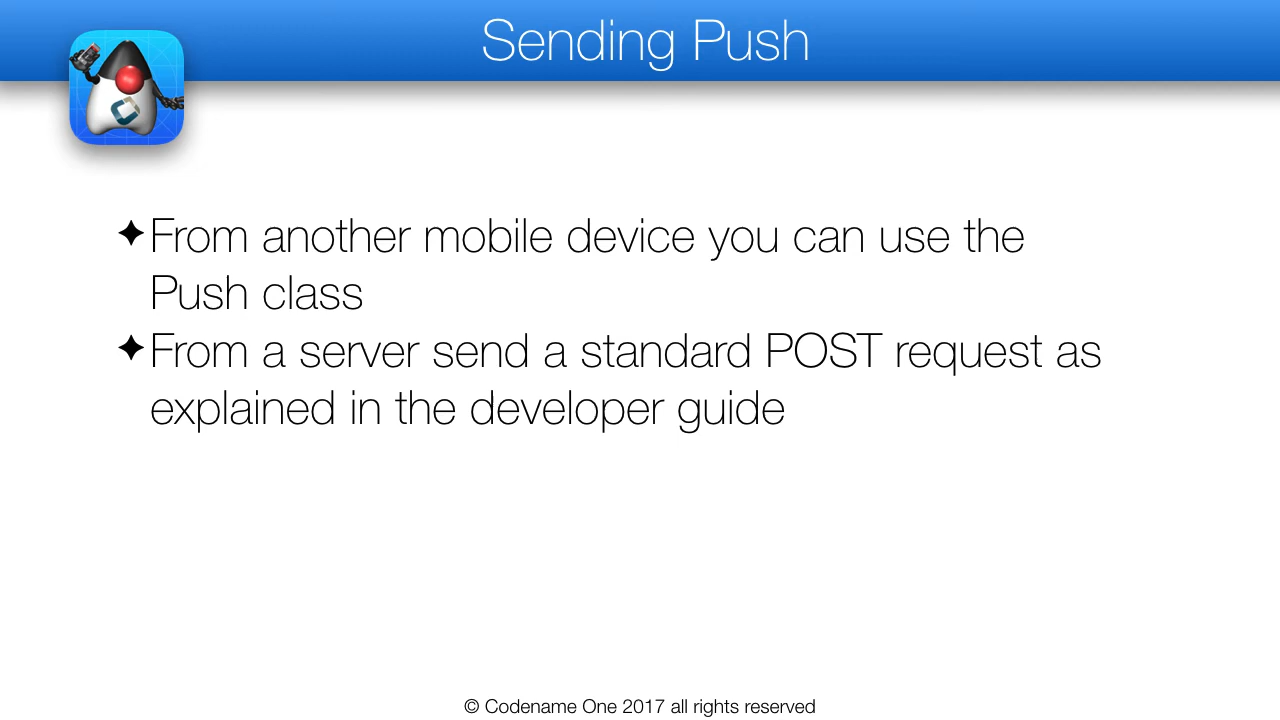 Sending Push
✦From another mobile device you can use the
Push class
✦From a server send a standard POST request as
explained in the developer guide
© Codename One 2017 all rights reserved